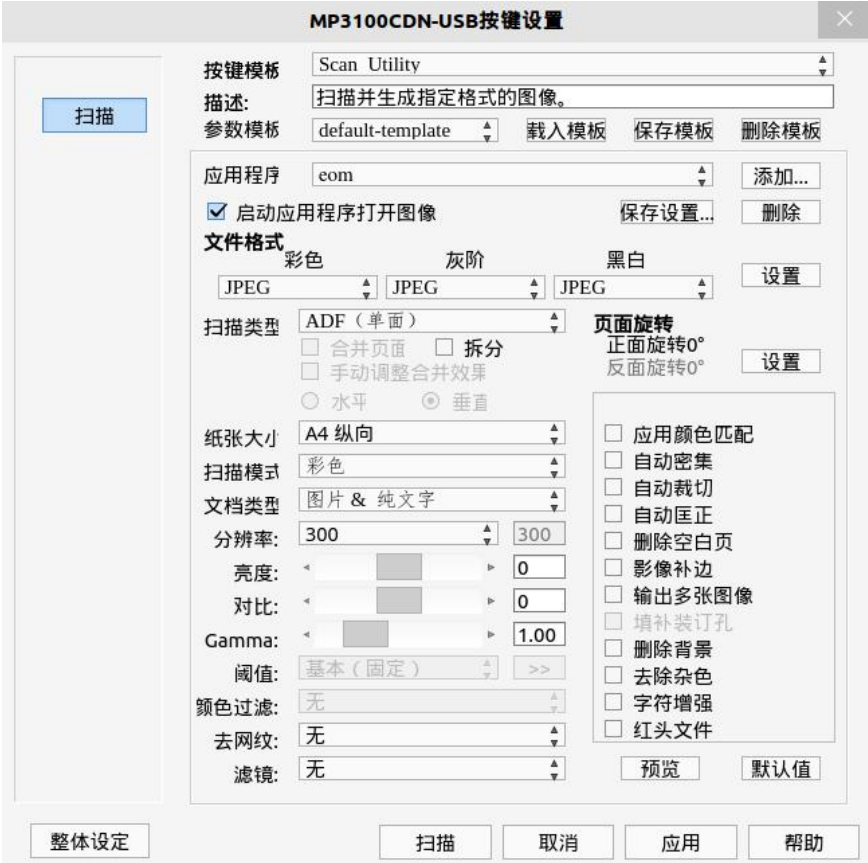 MP3100CDN-USB按键设置
扫描
按键模板 Scan Utility
描述: 扫描并生成指定格式的图像。
参数模板 default-template 载入模板 保存模板 删除模板
应用程序 eom 添加...
启动应用程序打开图像 保存设置... 删除
文件格式
彩色 灰阶 黑白
JPEG JPEG JPEG 设置
扫描类型 ADF（单面） 页面旋转
合并页面 拆分 正面旋转0°
手动调整合并效果 反面旋转0° 设置
水平 垂直
纸张大小 A4 纵向
扫描模式 彩色
文档类型 图片 & 纯文字
分辨率: 300 300
亮度: 0
对比: 0
Gamma: 1.00
阈值: 基本（固定） >>
颜色过滤: 无
去网纹: 无
滤镜: 无
应用颜色匹配
自动密集
自动裁切
自动匡正
删除空白页
影像补边
输出多张图像
填补装订孔
删除背景
去除杂色
字符增强
红头文件
预览 默认值
整体设定 扫描 取消 应用 帮助